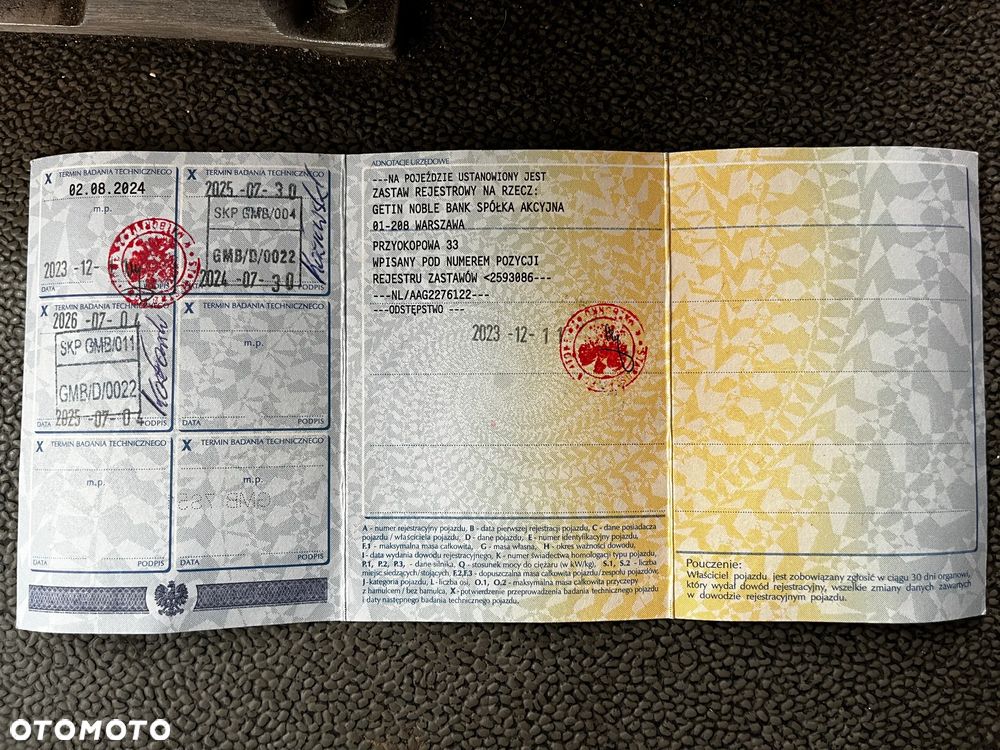 X TERMIN BADANIA TECHNICZNEGO
02.08.2024
m.p.
2023 -12-
DATA
X TERMIN BADANIA TECHNICZNEGO
2025 -07- 30
SKP GMB/004
GMB/D/0022
2024 -07- 30
PODPIS
X TERMIN BADANIA TECHNICZNEGO
2026 -07- 04
SKP GMB/011
GMB/D/0022
2025 -07- 04
DATA PODPIS
X TERMIN BADANIA TECHNICZNEGO
m.p.
DATA PODPIS
X TERMIN BADANIA TECHNICZNEGO
m.p.
DATA PODPIS
X TERMIN BADANIA TECHNICZNEGO
m.p.
DATA PODPIS
ADNOTACJE URZĘDOWE
---NA POJEŹDZIE USTANOWIONY JEST
ZASTAW REJESTROWY NA RZECZ:
GETIN NOBLE BANK SPÓŁKA AKCYJNA
01-208 WARSZAWA
PRZYOKOPOWA 33
WPISANY POD NUMEREM POZYCJI
REJESTRU ZASTAWÓW <2593086---
---NL/AAG2276122---
---ODSTĘPSTWO ---
2023 -12- 11
A - numer rejestracyjny pojazdu, B - data pierwszej rejestracji pojazdu, C - dane posiadacza
pojazdu / właściciela pojazdu, D - dane pojazdu, E - numer identyfikacyjny pojazdu,
F.1 - maksymalna masa całkowita, G - masa własna, H - okres ważności dowodu,
I - data wydania dowodu rejestracyjnego, K - numer świadectwa homologacji typu pojazdu,
P.1, P.2, P.3, - dane silnika, Q - stosunek mocy do ciężaru (w kW/kg), S.1, S.2 - liczba
miejsc siedzących/stojących, F.2, F.3 - dopuszczalna masa całkowita pojazdu/zespołu pojazdów,
J - kategoria pojazdu, L - liczba osi, O.1, O.2 - maksymalna masa całkowita przyczepy
z hamulcem / bez hamulca, X - potwierdzenie przeprowadzenia badania technicznego pojazdu
i daty następnego badania technicznego pojazdu.
Pouczenie:
Właściciel pojazdu jest zobowiązany zgłosić w ciągu 30 dni organowi,
który wydał dowód rejestracyjny, wszelkie zmiany danych zawartych
w dowodzie rejestracyjnym pojazdu.
OTOMOTO